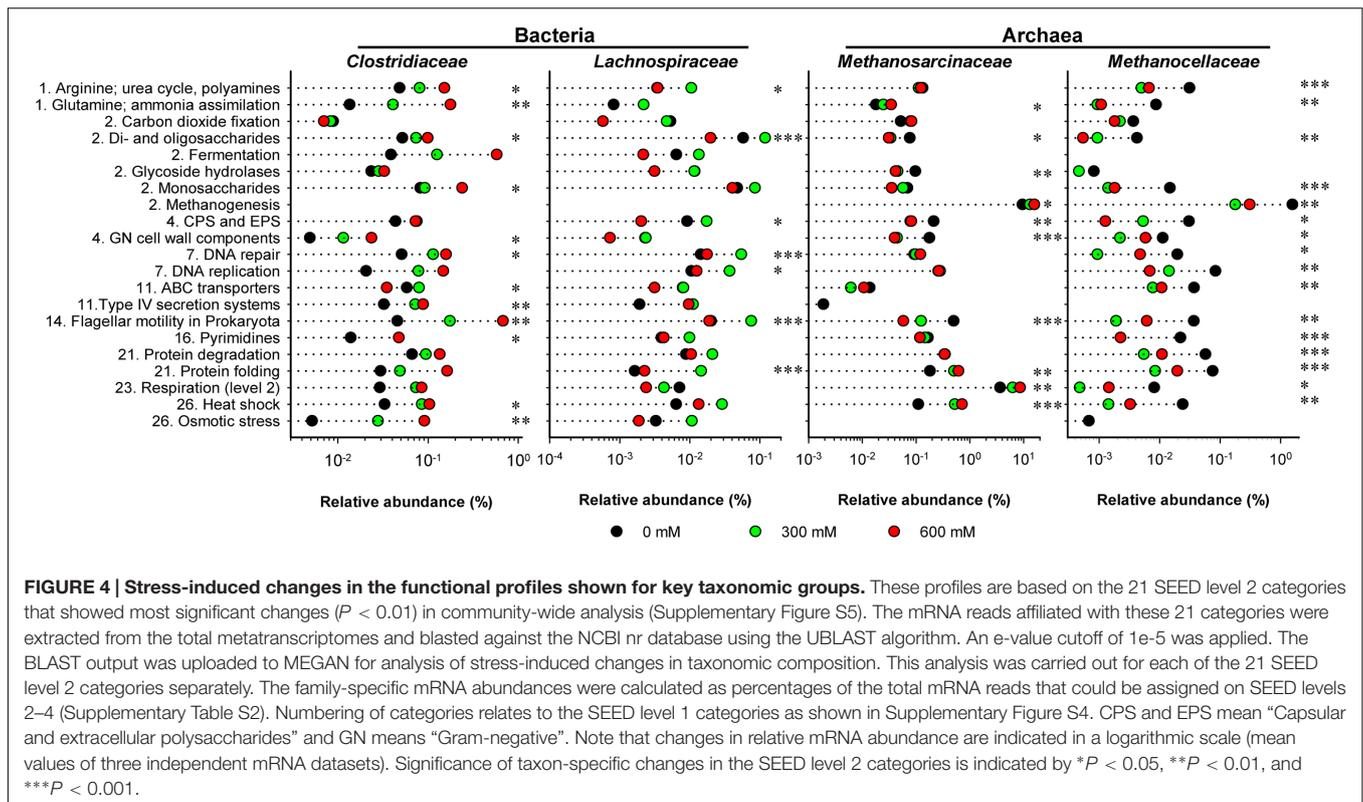 Bacteria Archaea
Clostridiaceae Lachnospiraceae Methanosarcinaceae Methanocellaceae
1. Arginine; urea cycle, polyamines * * ***
1. Glutamine; ammonia assimilation ** * **
2. Carbon dioxide fixation
2. Di- and oligosaccharides * *** * **
2. Fermentation
2. Glycoside hydrolases **
2. Monosaccharides * ***
2. Methanogenesis * **
4. CPS and EPS * ** *
4. GN cell wall components * *** *
7. DNA repair * *** *
7. DNA replication * **
11. ABC transporters * **
11.Type IV secretion systems **
14. Flagellar motility in Prokaryota ** *** *** **
16. Pyrimidines * ***
21. Protein degradation ***
21. Protein folding *** ** ***
23. Respiration (level 2) ** *
26. Heat shock * *** **
26. Osmotic stress **
10-2 10-1 100 10-4 10-3 10-2 10-1 10-3 10-2 10-1 100 101 10-3 10-2 10-1 100
Relative abundance (%) Relative abundance (%) Relative abundance (%) Relative abundance (%)
0 mM 300 mM 600 mM
FIGURE 4 | Stress-induced changes in the functional profiles shown for key taxonomic groups. These profiles are based on the 21 SEED level 2 categories
that showed most significant changes (P < 0.01) in community-wide analysis (Supplementary Figure S5). The mRNA reads affiliated with these 21 categories were
extracted from the total metatranscriptomes and blasted against the NCBI nr database using the UBLAST algorithm. An e-value cutoff of 1e-5 was applied. The
BLAST output was uploaded to MEGAN for analysis of stress-induced changes in taxonomic composition. This analysis was carried out for each of the 21 SEED
level 2 categories separately. The family-specific mRNA abundances were calculated as percentages of the total mRNA reads that could be assigned on SEED levels
2–4 (Supplementary Table S2). Numbering of categories relates to the SEED level 1 categories as shown in Supplementary Figure S4. CPS and EPS mean “Capsular
and extracellular polysaccharides” and GN means “Gram-negative”. Note that changes in relative mRNA abundance are indicated in a logarithmic scale (mean
values of three independent mRNA datasets). Significance of taxon-specific changes in the SEED level 2 categories is indicated by *P < 0.05, **P < 0.01, and
***P < 0.001.